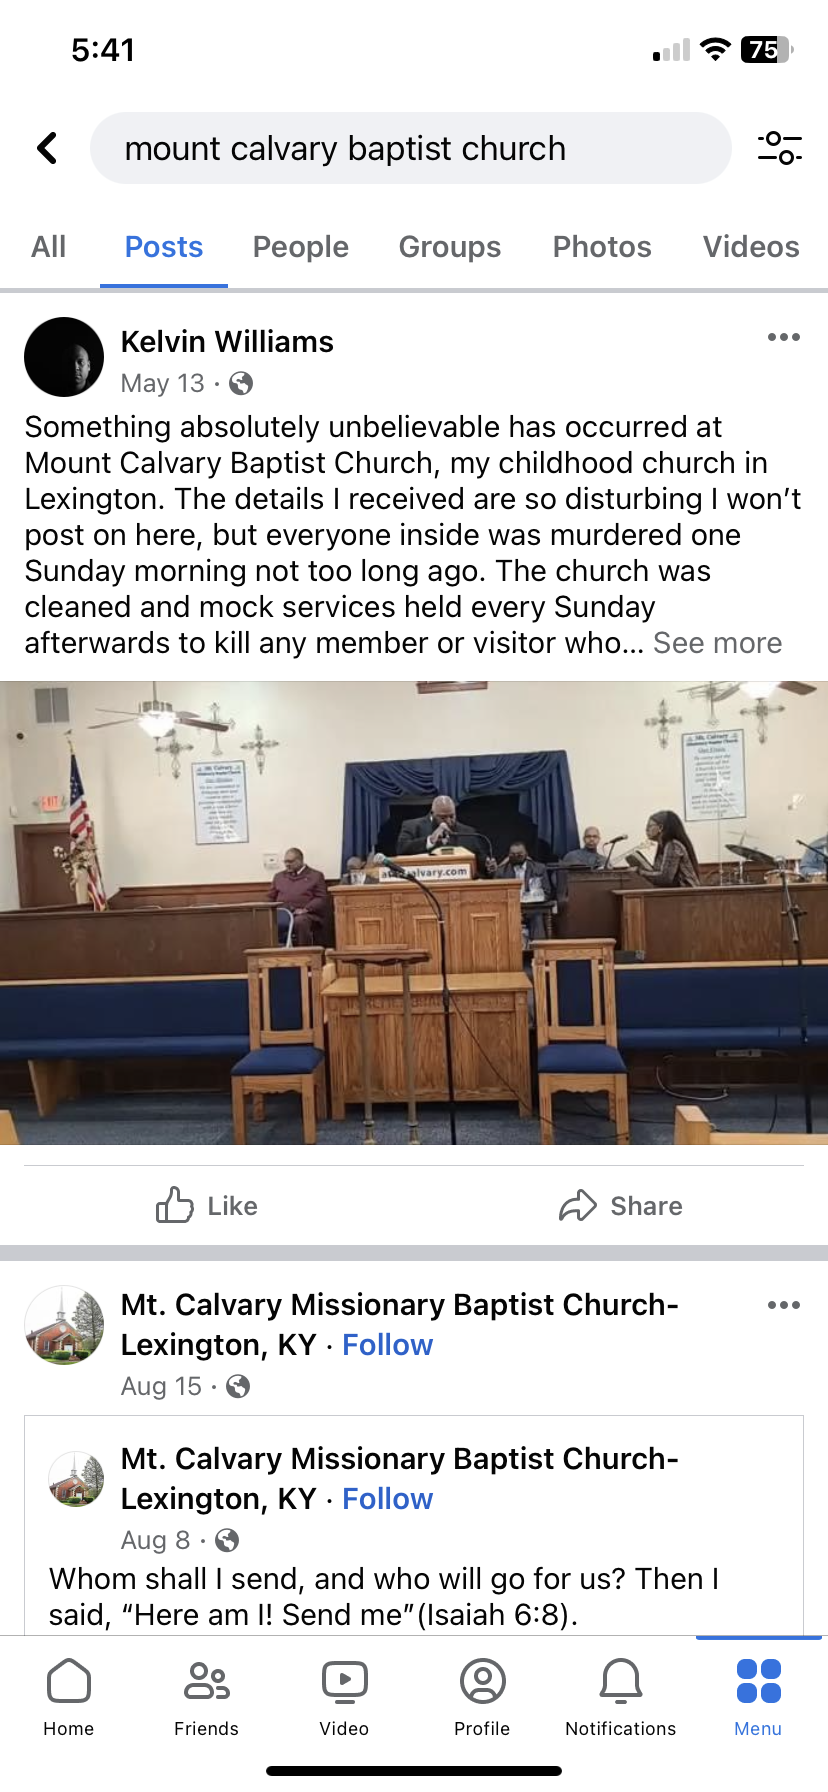 5:41
75
mount calvary baptist church
All Posts People Groups Photos Videos
Kelvin Williams
May 13 ·
Something absolutely unbelievable has occurred at
Mount Calvary Baptist Church, my childhood church in
Lexington. The details I received are so disturbing I won’t
post on here, but everyone inside was murdered one
Sunday morning not too long ago. The church was
cleaned and mock services held every Sunday
afterwards to kill any member or visitor who... See more
EXIT
Mt. Calvary
Mt. Calvary
alvary.com
Like Share
Mt. Calvary Missionary Baptist Church-
Lexington, KY · Follow
Aug 15 ·
Mt. Calvary Missionary Baptist Church-
Lexington, KY · Follow
Aug 8 ·
Whom shall I send, and who will go for us? Then I
said, “Here am I! Send me”(Isaiah 6:8).
Home Friends Video Profile Notifications Menu